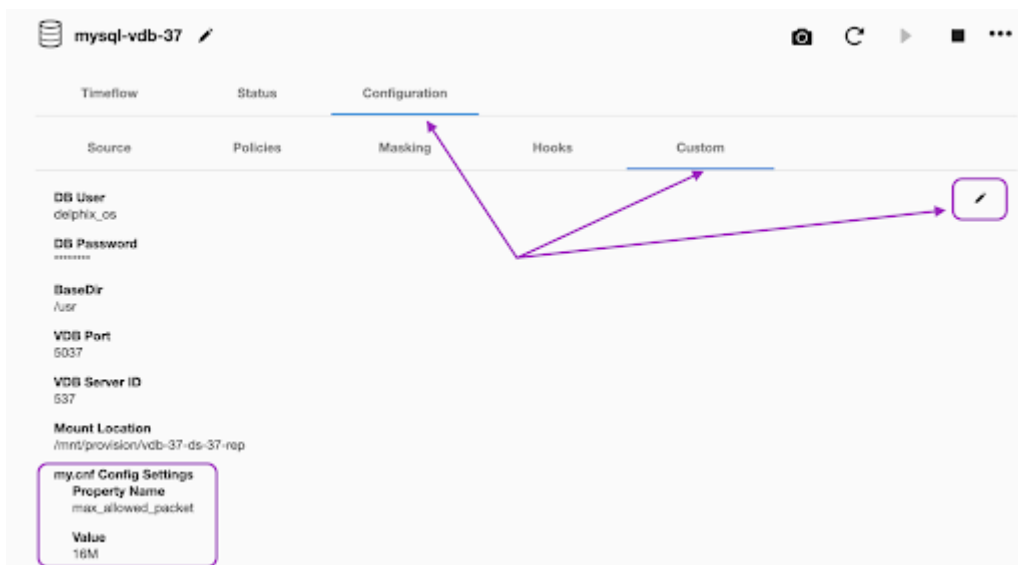 mysql-vdb-37
Timeflow Status Configuration
Source Policies Masking Hooks Custom
DB User
delphix_os
DB Password
********
BaseDir
/usr
VDB Port
5037
VDB Server ID
537
Mount Location
/mnt/provision/vdb-37-ds-37-rep
my.cnf Config Settings
Property Name
max_allowed_packet
Value
16M